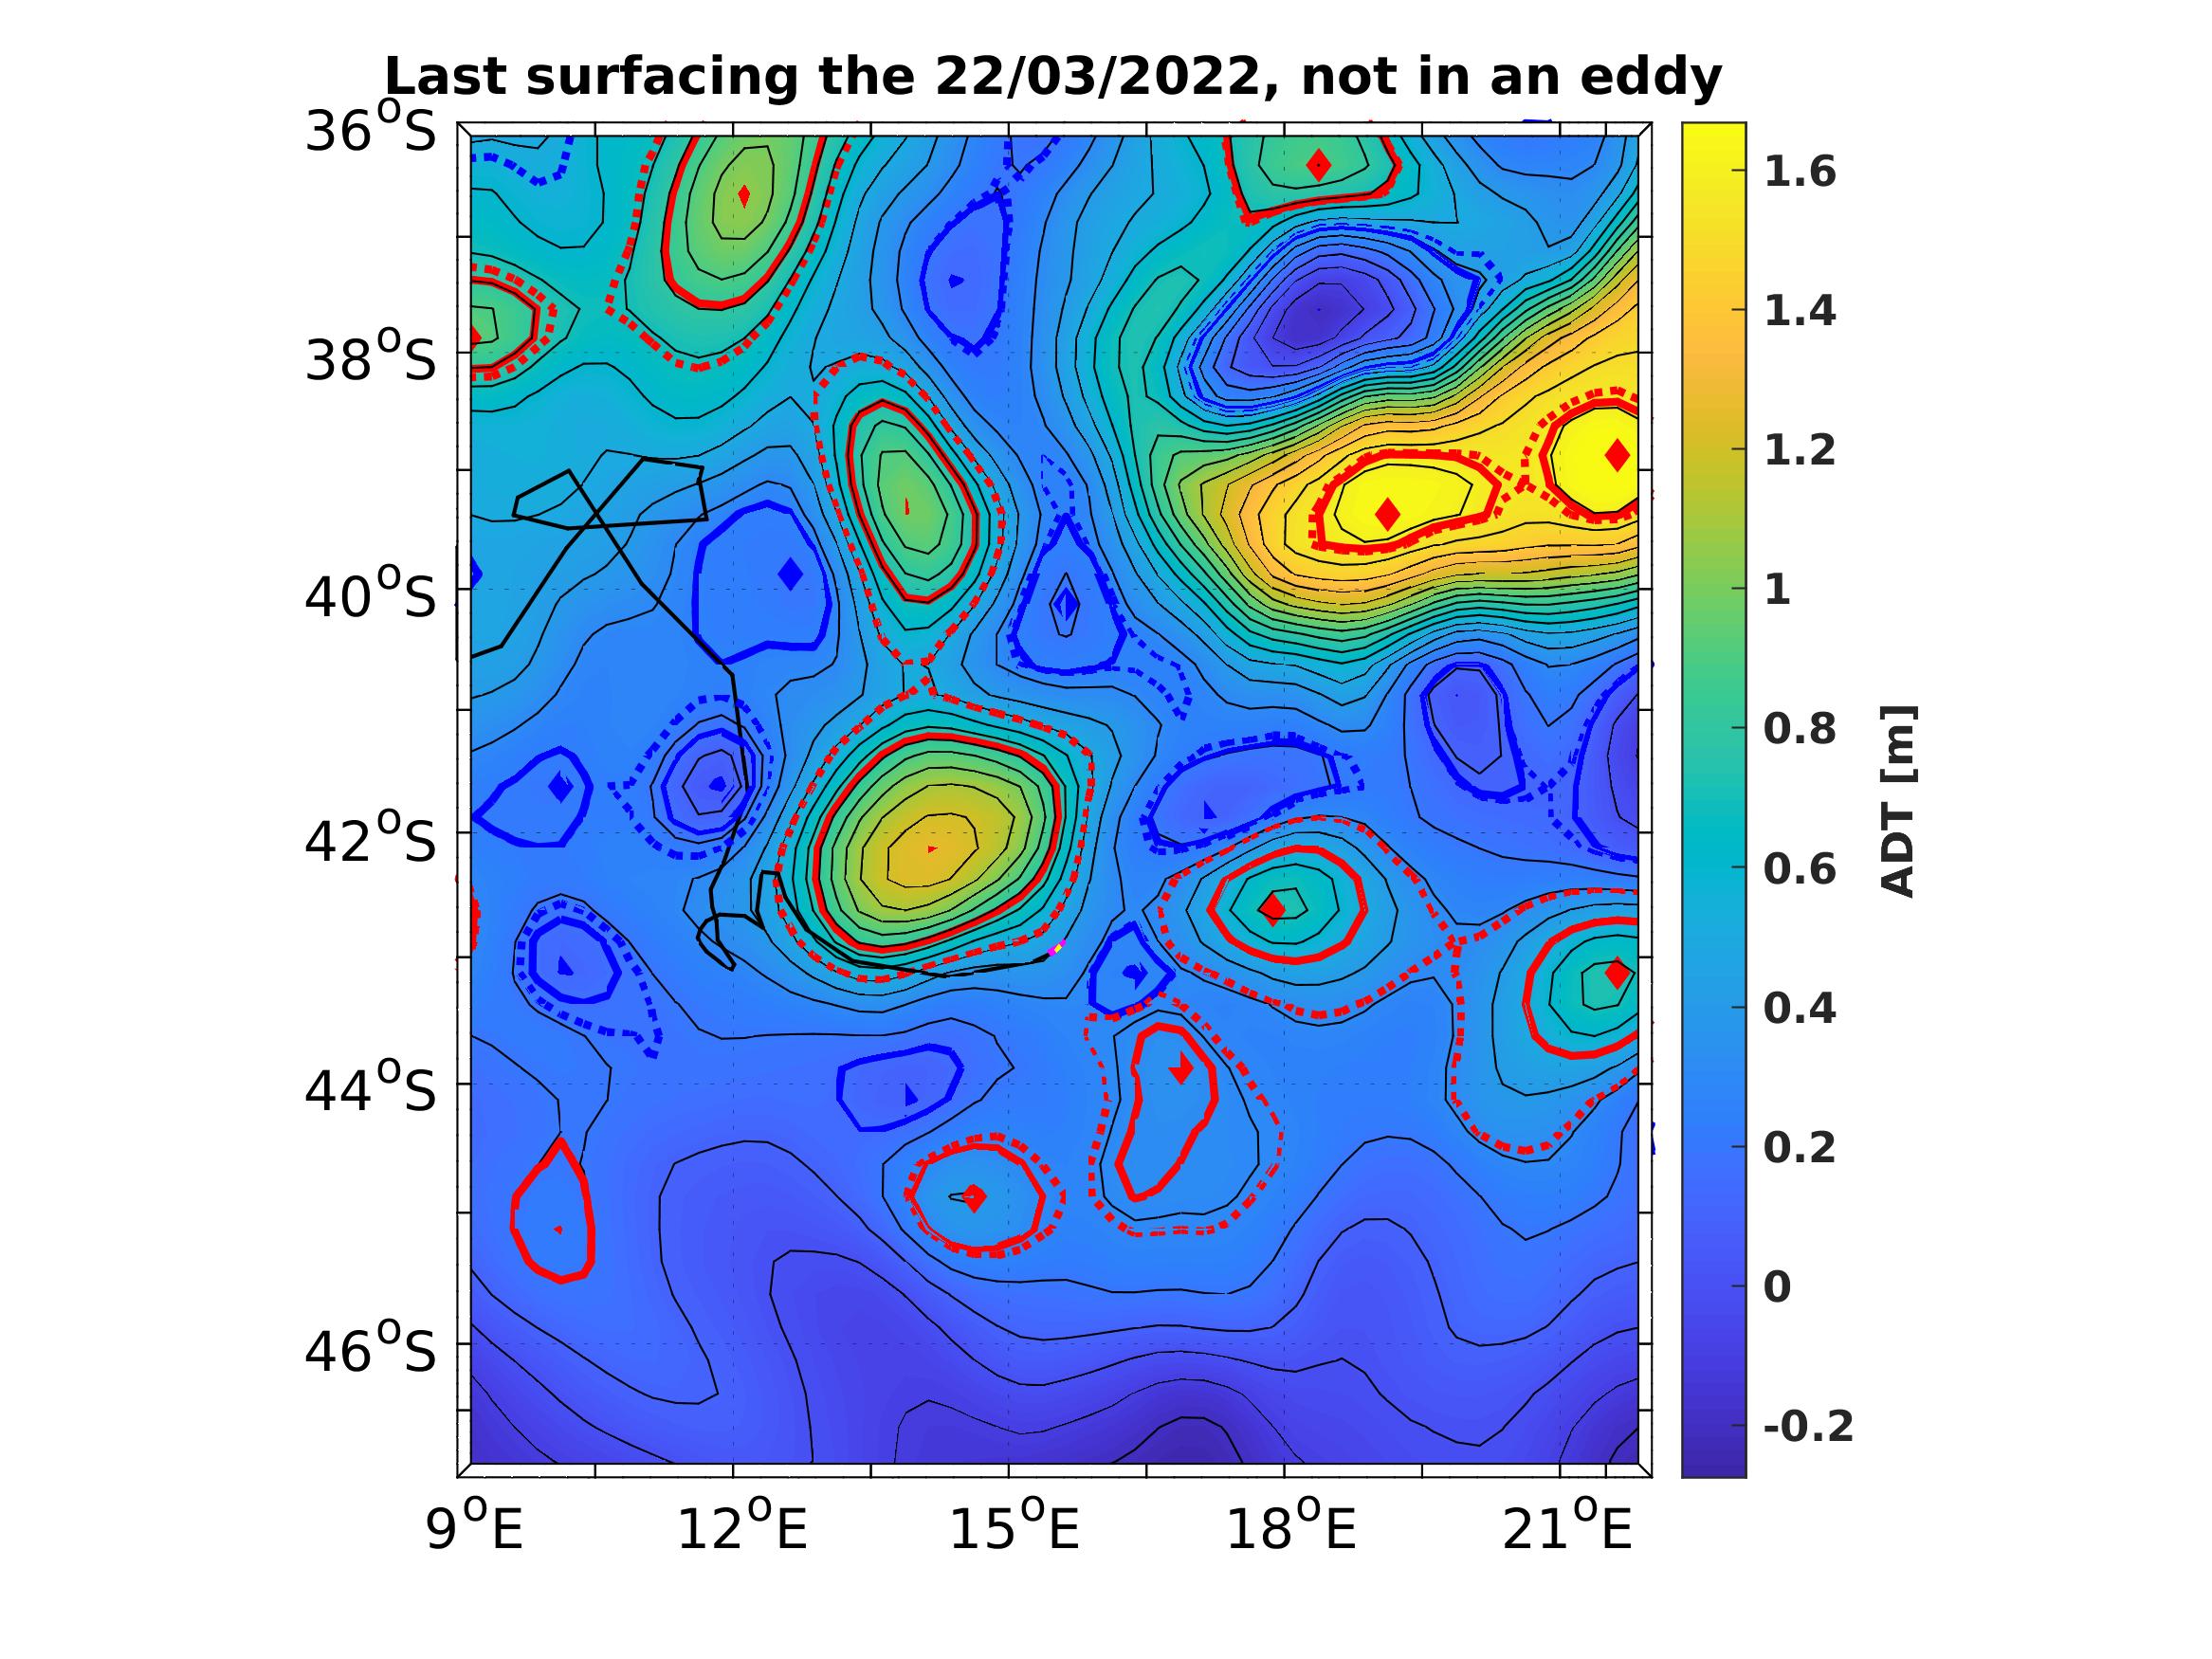 Last surfacing the 22/03/2022, not in an eddy
36°S
38°S
40°S
42°S
44°S
46°S
9°E
12°E
15°E
18°E
21°E
1.6
1.4
1.2
1
0.8
0.6
0.4
0.2
0
-0.2
ADT [m]